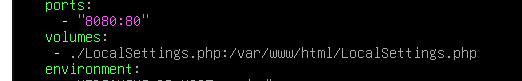 ports:
- "8080:80"
volumes:
- ./LocalSettings.php:/var/www/html/LocalSettings.php
environment: